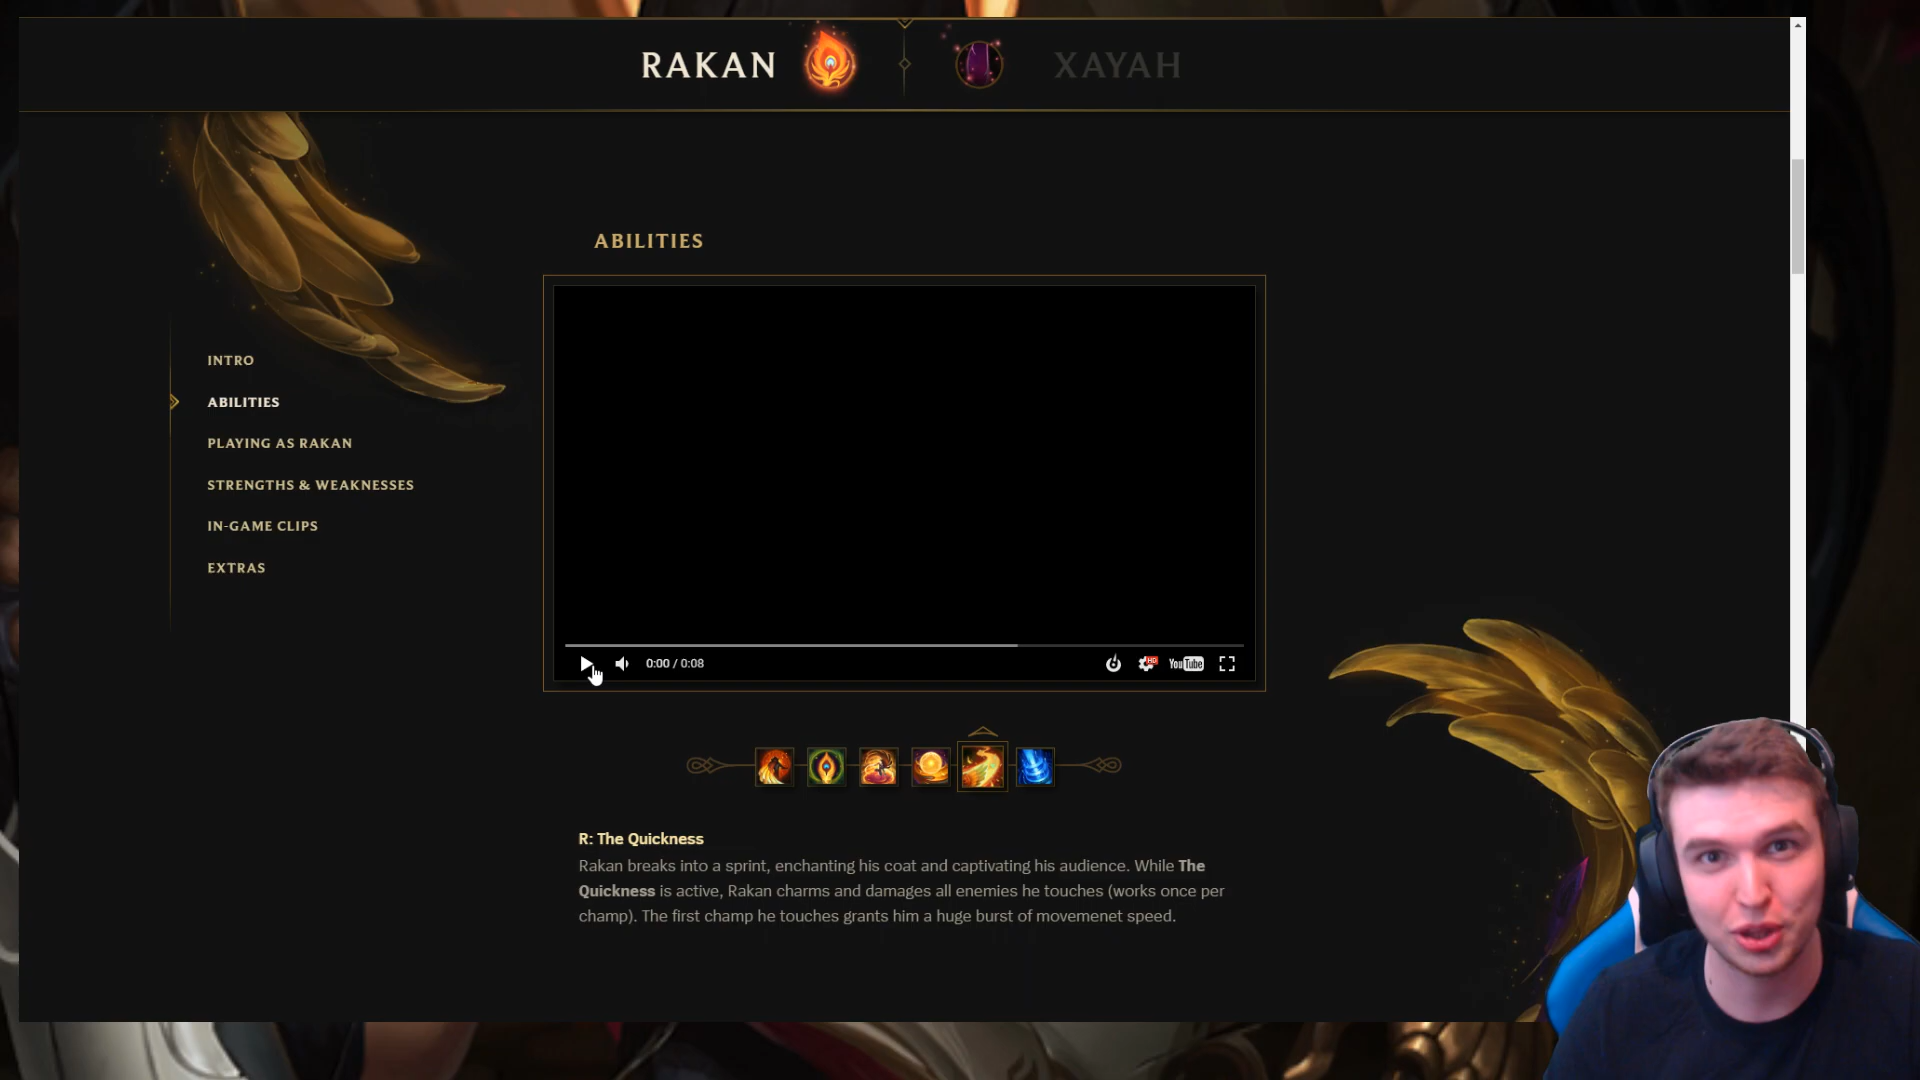 RAKAN
XAYAH
ABILITIES
INTRO
ABILITIES
PLAYING AS RAKAN
STRENGTHS & WEAKNESSES
IN-GAME CLIPS
EXTRAS
0:00 / 0:08
HD
YouTube
R: The Quickness
Rakan breaks into a sprint, enchanting his coat and captivating his audience. While The
Quickness is active, Rakan charms and damages all enemies he touches (works once per
champ). The first champ he touches grants him a huge burst of movemenet speed.